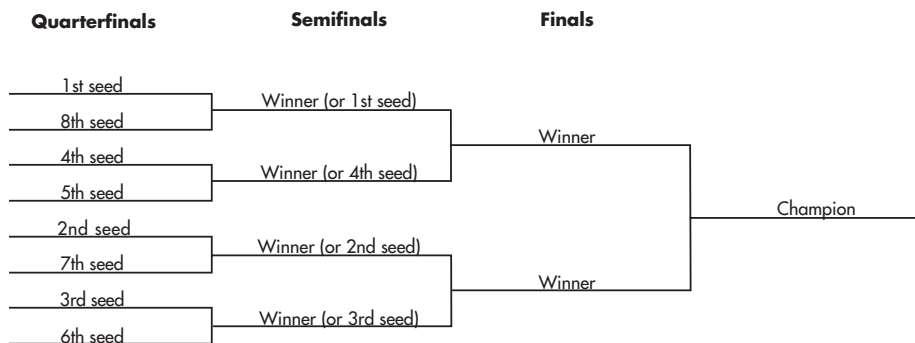 Quarterfinals Semifinals Finals
1st seed
Winner (or 1st seed)
8th seed
Winner
4th seed
Winner (or 4th seed)
5th seed
Champion
2nd seed
Winner (or 2nd seed)
7th seed
Winner
3rd seed
Winner (or 3rd seed)
6th seed